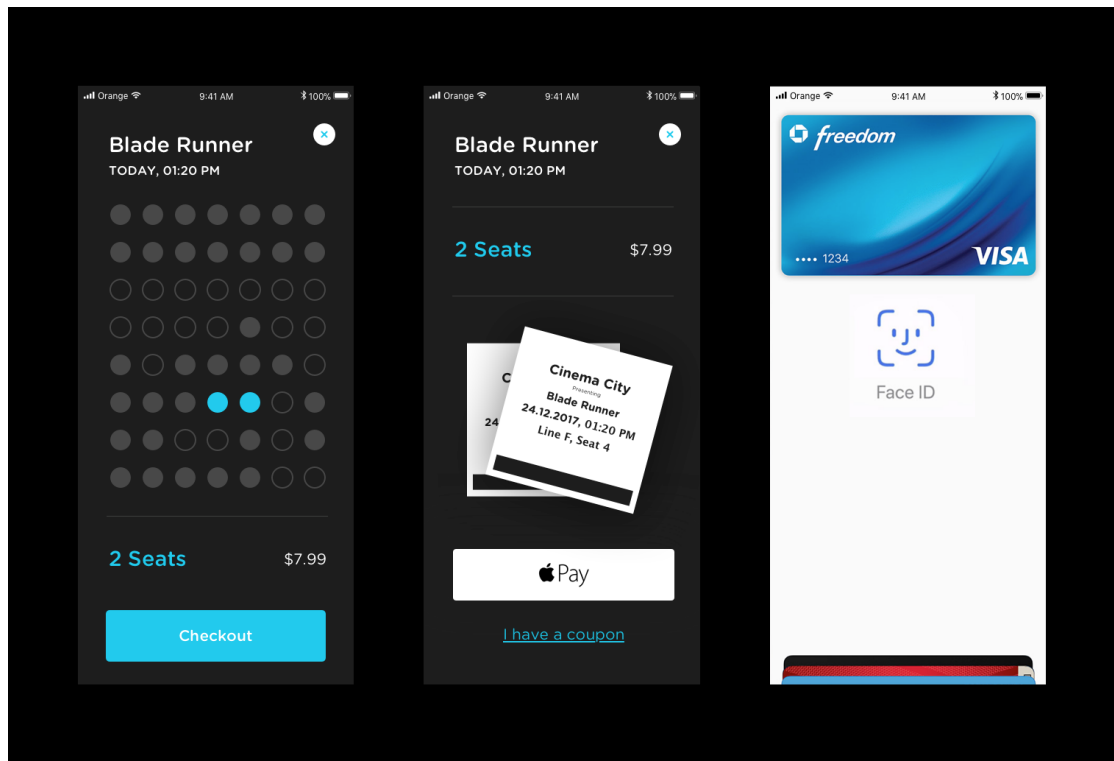 Orange 9:41 AM 100%
Blade Runner
TODAY, 01:20 PM
2 Seats $7.99
Checkout
Orange 9:41 AM 100%
Blade Runner
TODAY, 01:20 PM
2 Seats $7.99
C
24
Cinema City
Presenting
Blade Runner
24.12.2017, 01:20 PM
Line F, Seat 4
Pay
I have a coupon
Orange 9:41 AM 100%
freedom
•••• 1234 VISA
Face ID